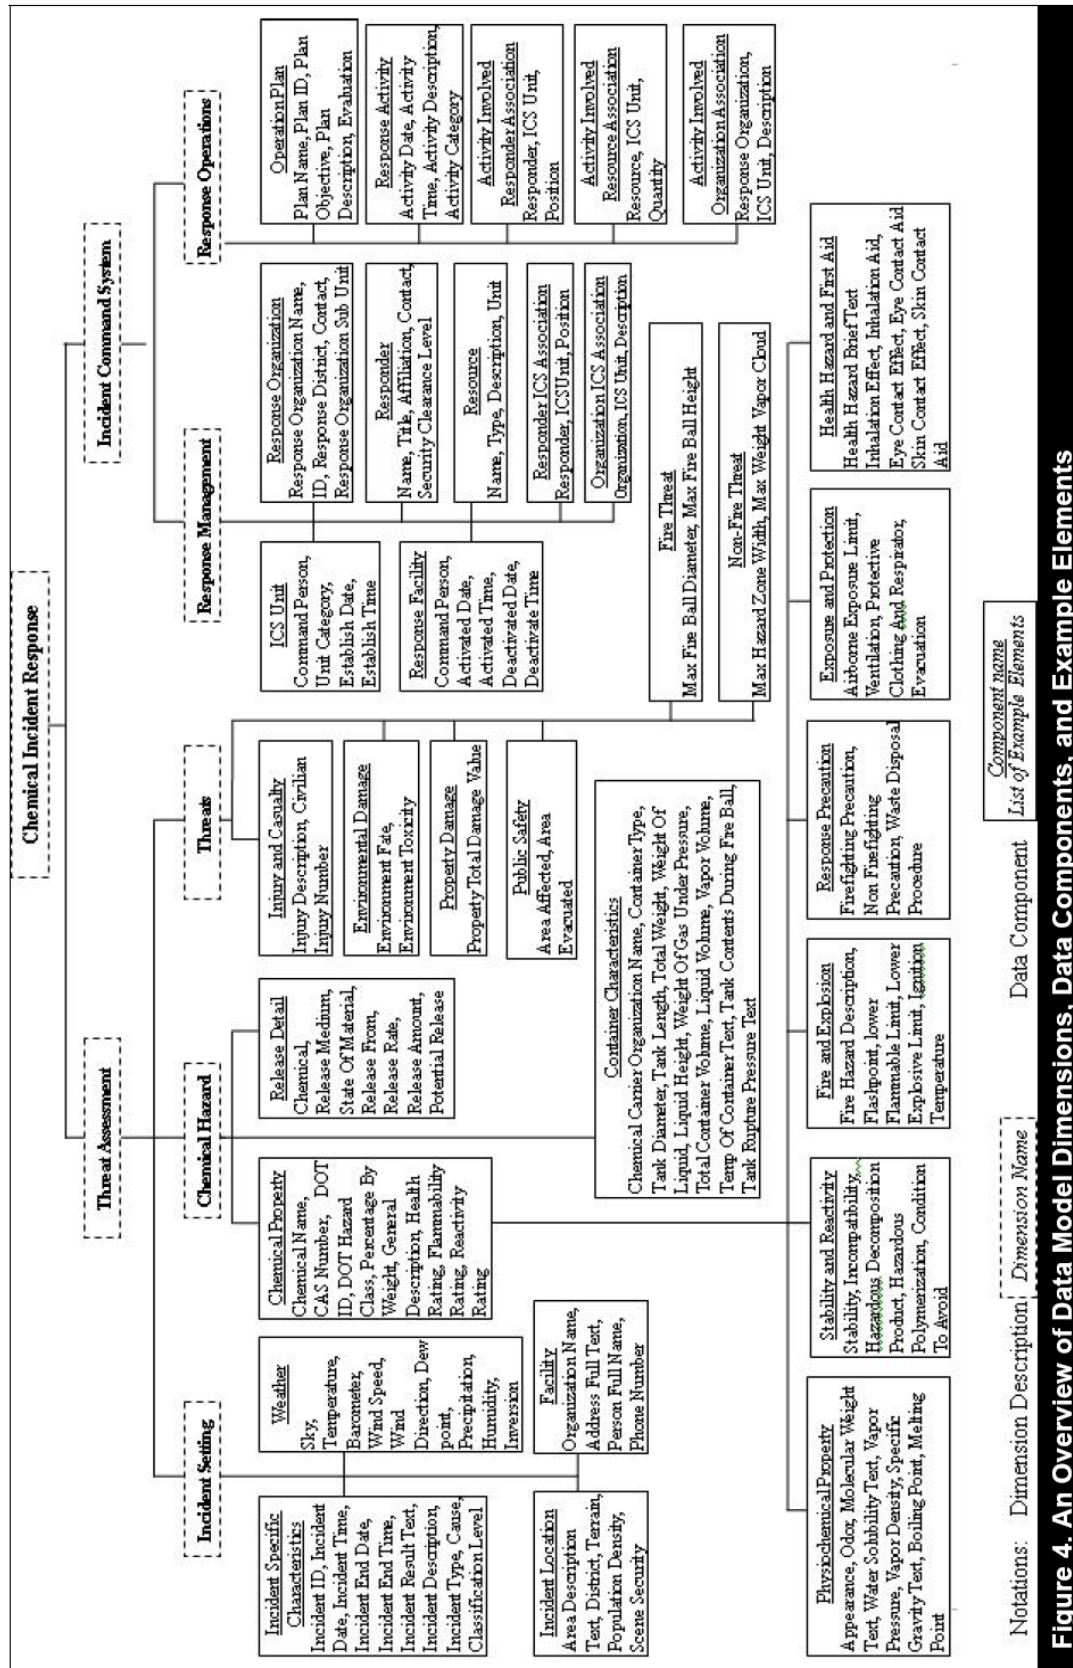 Chemical Incident Response
Threat Assessment
Incident Command System
Incident Setting
Chemical Hazard
Threats
Response Management
Response Operations
Incident Specific
Characteristics
Incident ID, Incident
Date, Incident Time,
Incident End Date,
Incident End Time,
Incident Result Text,
Incident Description,
Incident Type, Cause,
Classification Level
Weather
Sky,
Temperature,
Barometer,
Wind Speed,
Wind
Direction, Dew
point,
Precipitation,
Humidity,
Inversion
Incident Location
Area Description
Text, District, Terrain,
Population Density,
Scene Security
Facility
Organization Name,
Address Full Text,
Person Full Name,
Phone Number
Chemical Property
Chemical Name,
CAS Number, DOT
ID, DOT Hazard
Class, Percentage By
Weight, General
Description, Health
Rating, Flammability
Rating, Reactivity
Rating
Release Detail
Chemical,
Release Medium,
State Of Material,
Release From,
Release Rate,
Release Amount,
Potential Release
Container Characteristics
Chemical Carrier Organization Name, Container Type,
Tank Diameter, Tank Length, Total Weight, Weight Of
Liquid, Liquid Height, Weight Of Gas Under Pressure,
Total Container Volume, Liquid Volume, Vapor Volume,
Temp Of Container Text, Tank Contents During Fire Ball,
Tank Rupture Pressure Text
Injury and Casualty
Injury Description, Civilian
Injury Number
Environmental Damage
Environment Fate,
Environment Toxicity
Property Damage
Property Total Damage Value
Public Safety
Area Affected, Area
Evacuated
Fire Threat
Max Fire Ball Diameter, Max Fire Ball Height
Non-Fire Threat
Max Hazard Zone Width, Max Weight Vapor Cloud
ICS Unit
Command Person,
Unit Category,
Establish Date,
Establish Time
Response Facility
Command Person,
Activated Date,
Activated Time,
Deactivated Date,
Deactivate Time
Response Organization
Response Organization Name,
ID, Response District, Contact,
Response Organization Sub Unit
Responder
Name, Title, Affiliation, Contact,
Security Clearance Level
Resource
Name, Type, Description, Unit
Responder ICS Association
Responder, ICS Unit, Position
Organization ICS Association
Organization, ICS Unit, Description
Operation Plan
Plan Name, Plan ID, Plan
Objective, Plan
Description, Evaluation
Response Activity
Activity Date, Activity
Time, Activity Description,
Activity Category
Activity Involved
Responder Association
Responder, ICS Unit,
Position
Activity Involved
Resource Association
Resource, ICS Unit,
Quantity
Activity Involved
Organization Association
Response Organization,
ICS Unit, Description
Physiochemical Property
Appearance, Odor, Molecular Weight
Text, Water Solubility Text, Vapor
Pressure, Vapor Density, Specific
Gravity Text, Boiling Point, Melting
Point
Stability and Reactivity
Stability, Incompatibility,
Hazardous Decomposition
Product, Hazardous
Polymerization, Condition
To Avoid
Fire and Explosion
Fire Hazard Description,
Flashpoint, lower
Flammable Limit, Lower
Explosive Limit, Ignition
Temperature
Response Precaution
Firefighting Precaution,
Non Firefighting
Precaution, Waste Disposal
Procedure
Exposure and Protection
Airborne Exposure Limit,
Ventilation, Protective
Clothing And Respirator,
Evacuation
Health Hazard and First Aid
Health Hazard Brief Text
Inhalation Effect, Inhalation Aid,
Eye Contact Effect, Eye Contact Aid
Skin Contact Effect, Skin Contact
Aid
Notations: Dimension Description
Dimension Name
Data Component
Component name
List of Example Elements
Figure 4. An Overview of Data Model Dimensions, Data Components, and Example Elements